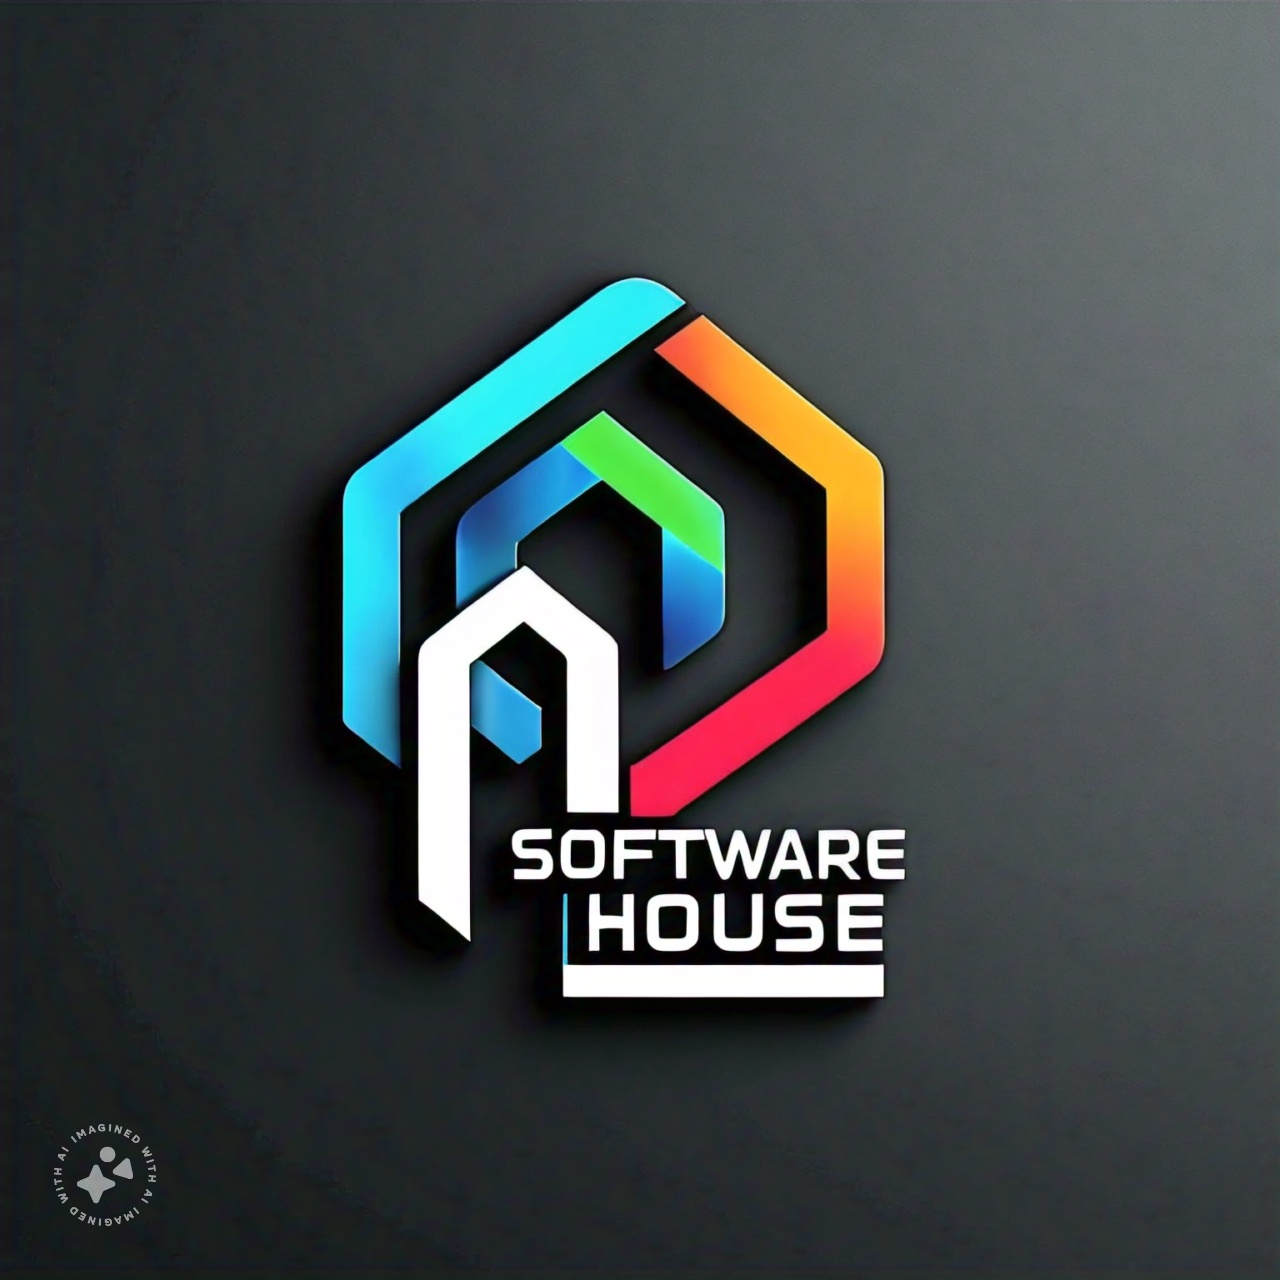 SOFTWARE
HOUSE
IMAGINED WITH AI IMAGINED WITH AI